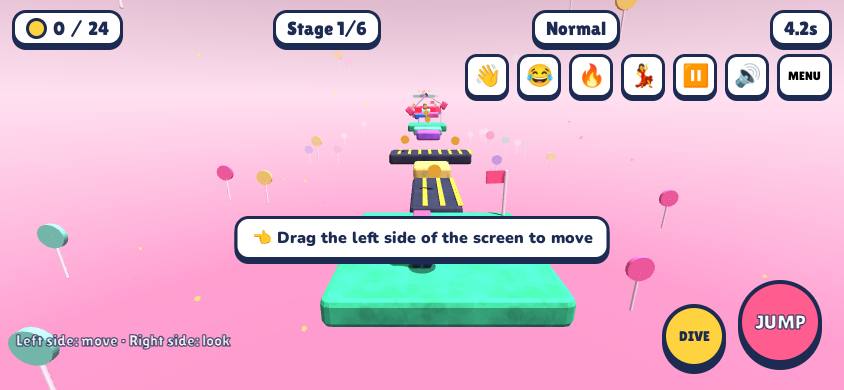 0 / 24
Stage 1/6
Normal
4.2s
MENU
Drag the left side of the screen to move
Left side: move · Right side: look
DIVE
JUMP